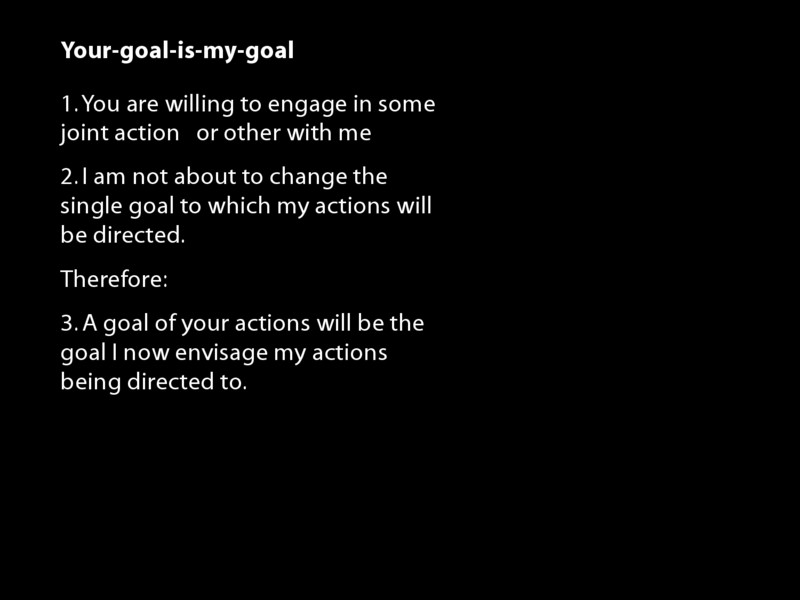 Your-goal-is-my-goal
1. You are willing to engage in some
joint action   or other with me
2. I am not about to change the
single goal to which my actions will
be directed.
Therefore:
3. A goal of your actions will be the
goal I now envisage my actions
being directed to.